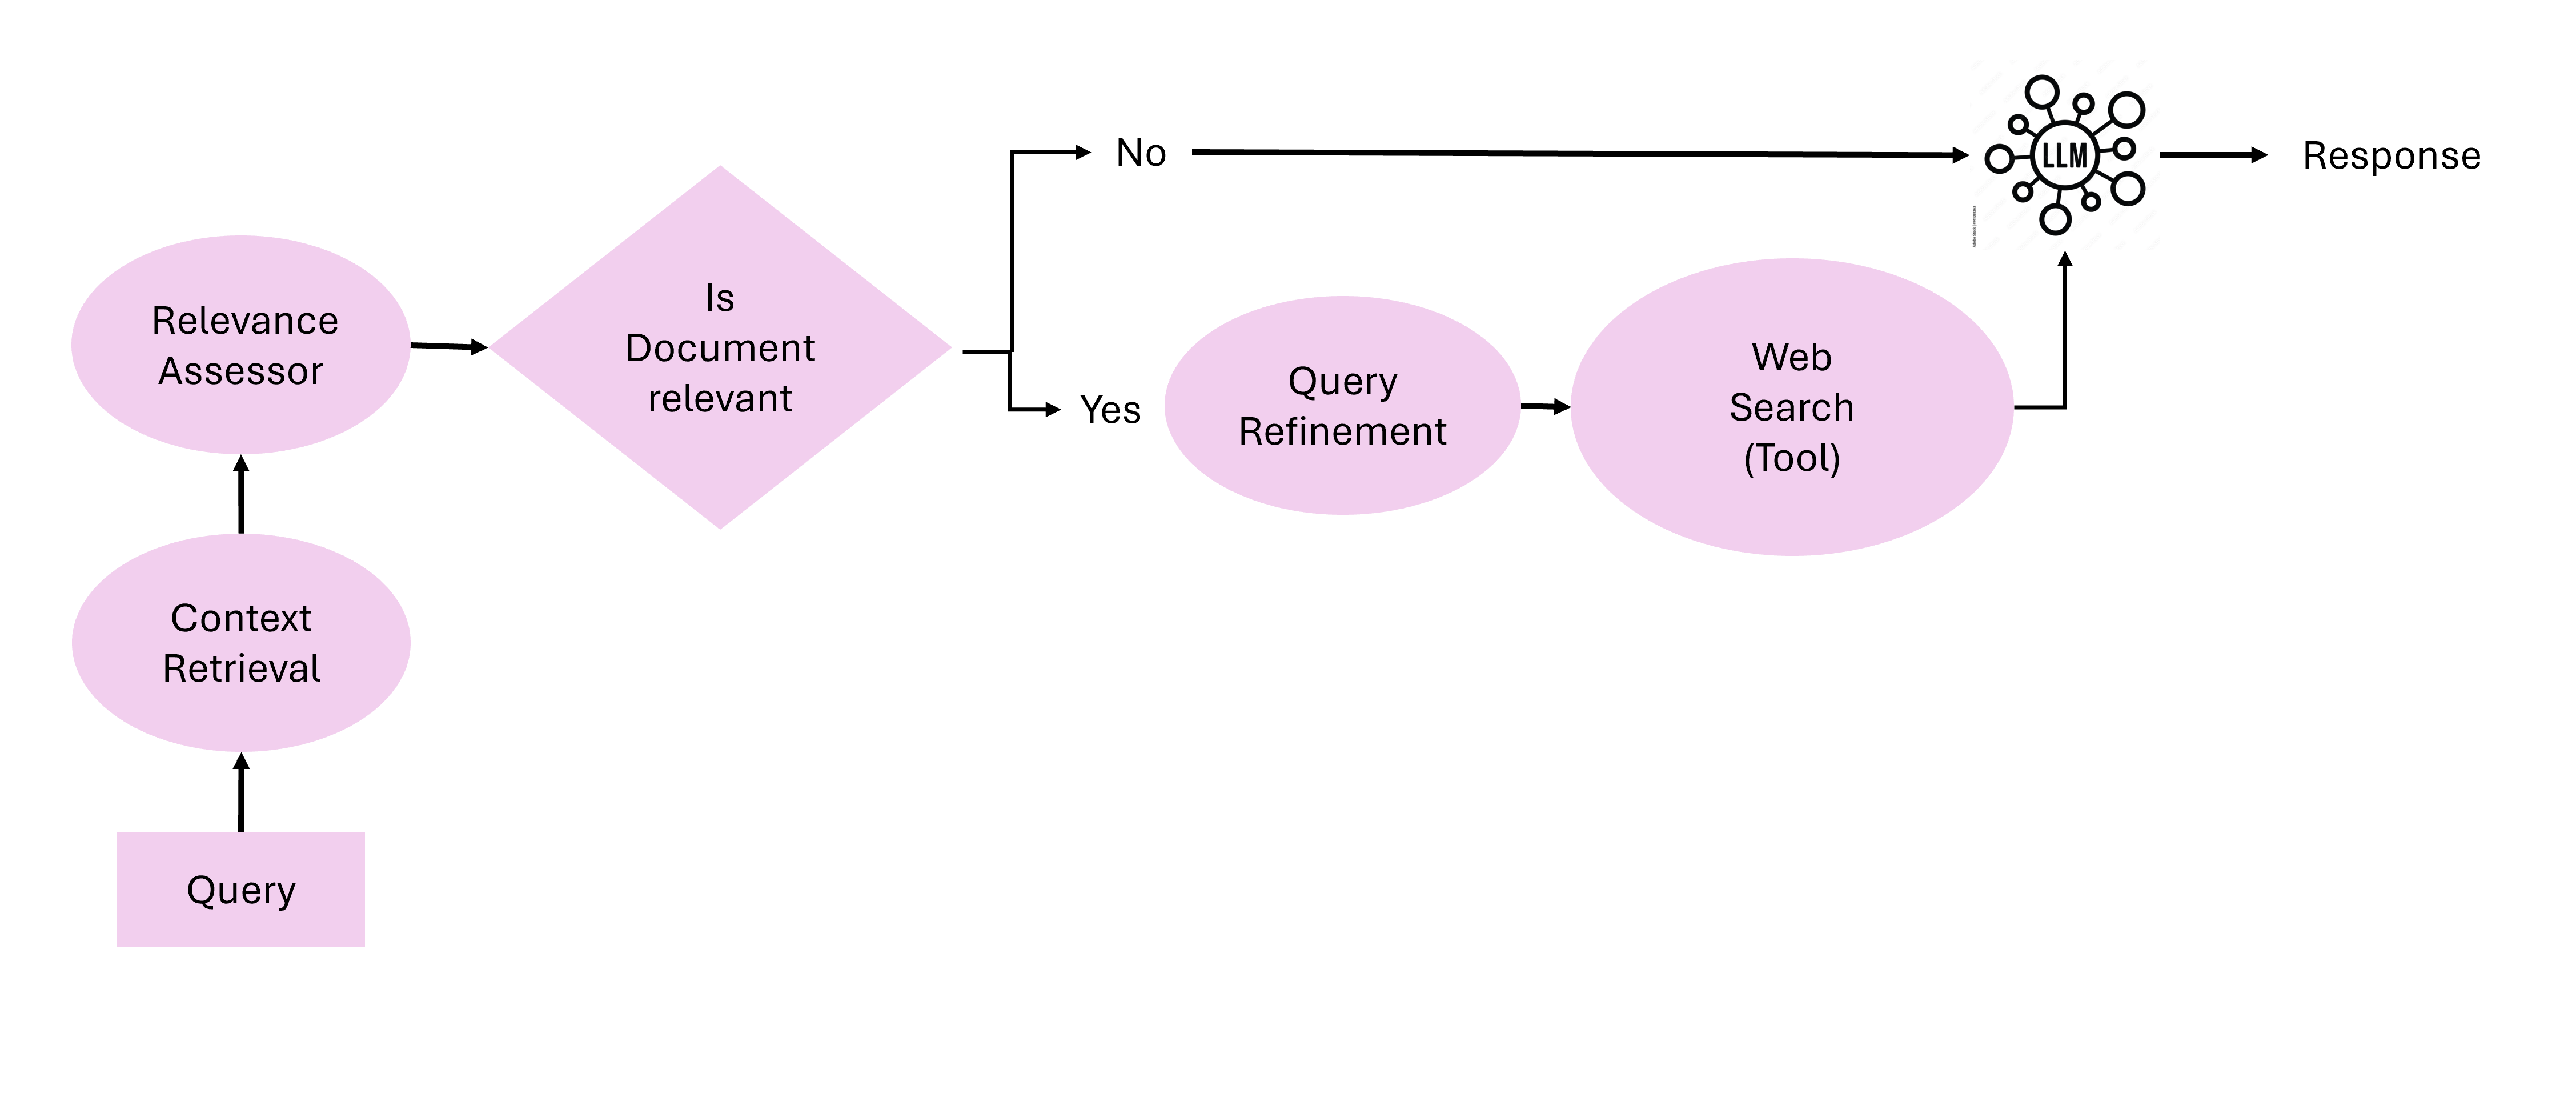 No
LLM
Response
Relevance
Assessor
Is
Document
relevant
Yes
Query
Refinement
Web
Search
(Tool)
Context
Retrieval
Query